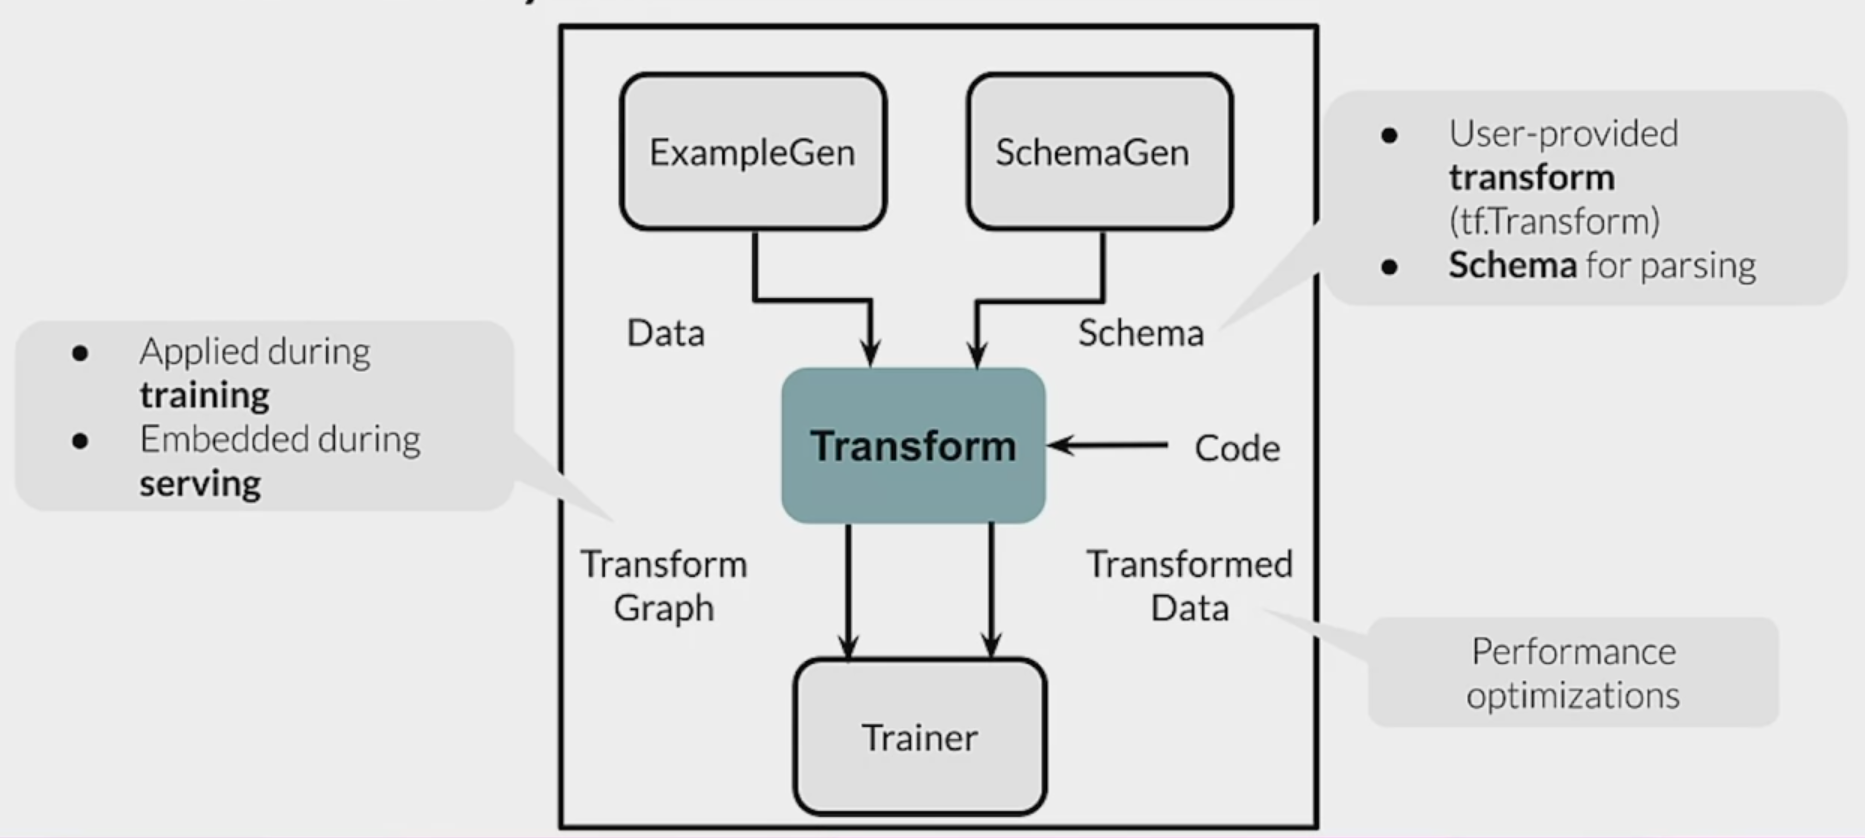 ExampleGen
SchemaGen
● User-provided
transform
(tf.Transform)
● Schema for parsing
Data
Schema
● Applied during
training
● Embedded during
serving
Transform
Code
Transform
Graph
Transformed
Data
Performance
optimizations
Trainer